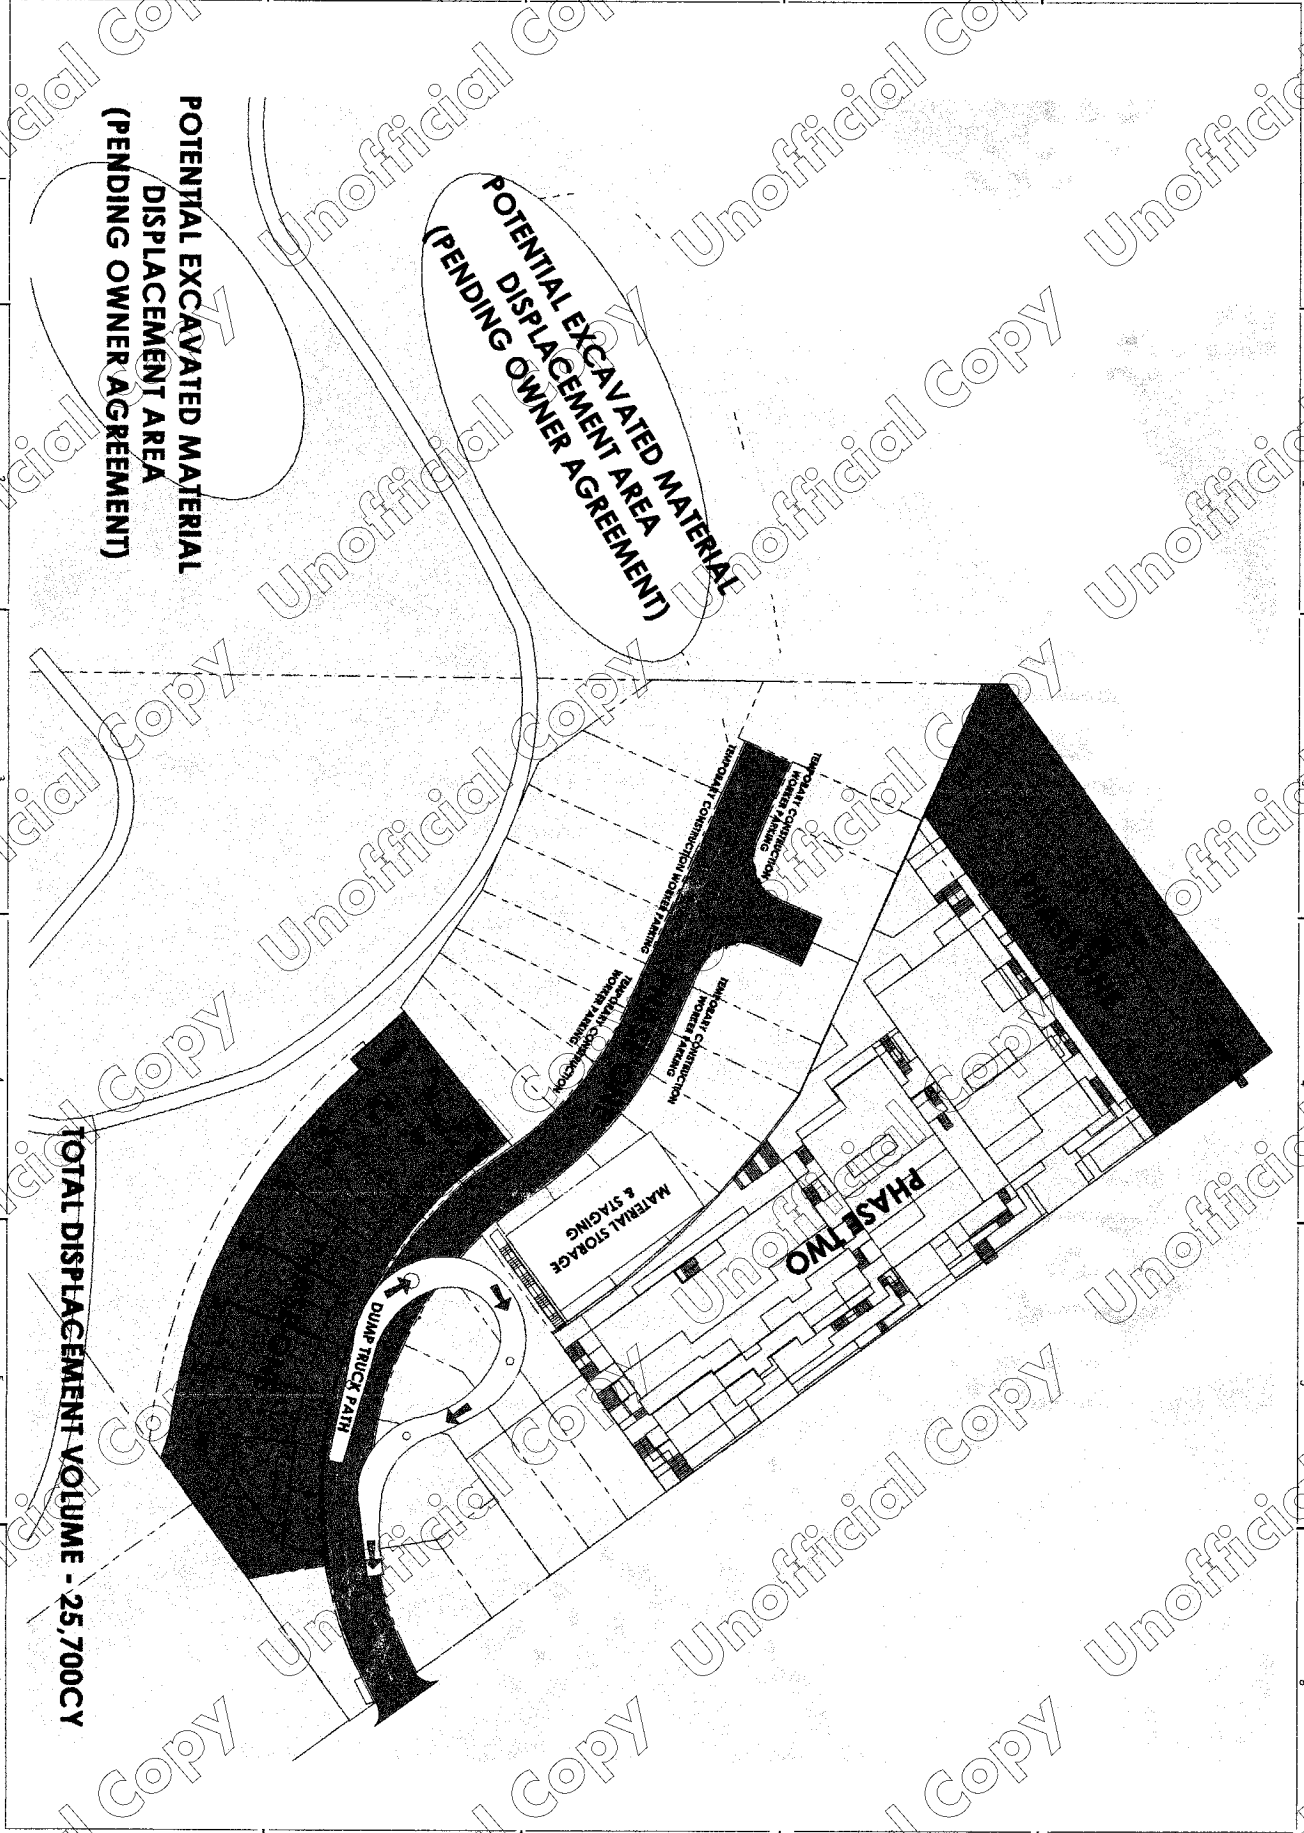 POTENTIAL EXCAVATED MATERIAL
DISPLACEMENT AREA
(PENDING OWNER AGREEMENT)
POTENTIAL EXCAVATED MATERIAL
DISPLACEMENT AREA
(PENDING OWNER AGREEMENT)
TEMPORARY CONSTRUCTION
WORKER PARKING
TEMPORARY CONSTRUCTION WORKER PARKING
TEMPORARY CONSTRUCTION
WORKER PARKING
TEMPORARY CONSTRUCTION
WORKER PARKING
MATERIAL STORAGE
& STAGING
PHASE TWO
DUMP TRUCK PATH
TOTAL DISPLACEMENT VOLUME - 25,700CY
Unofficial Copy